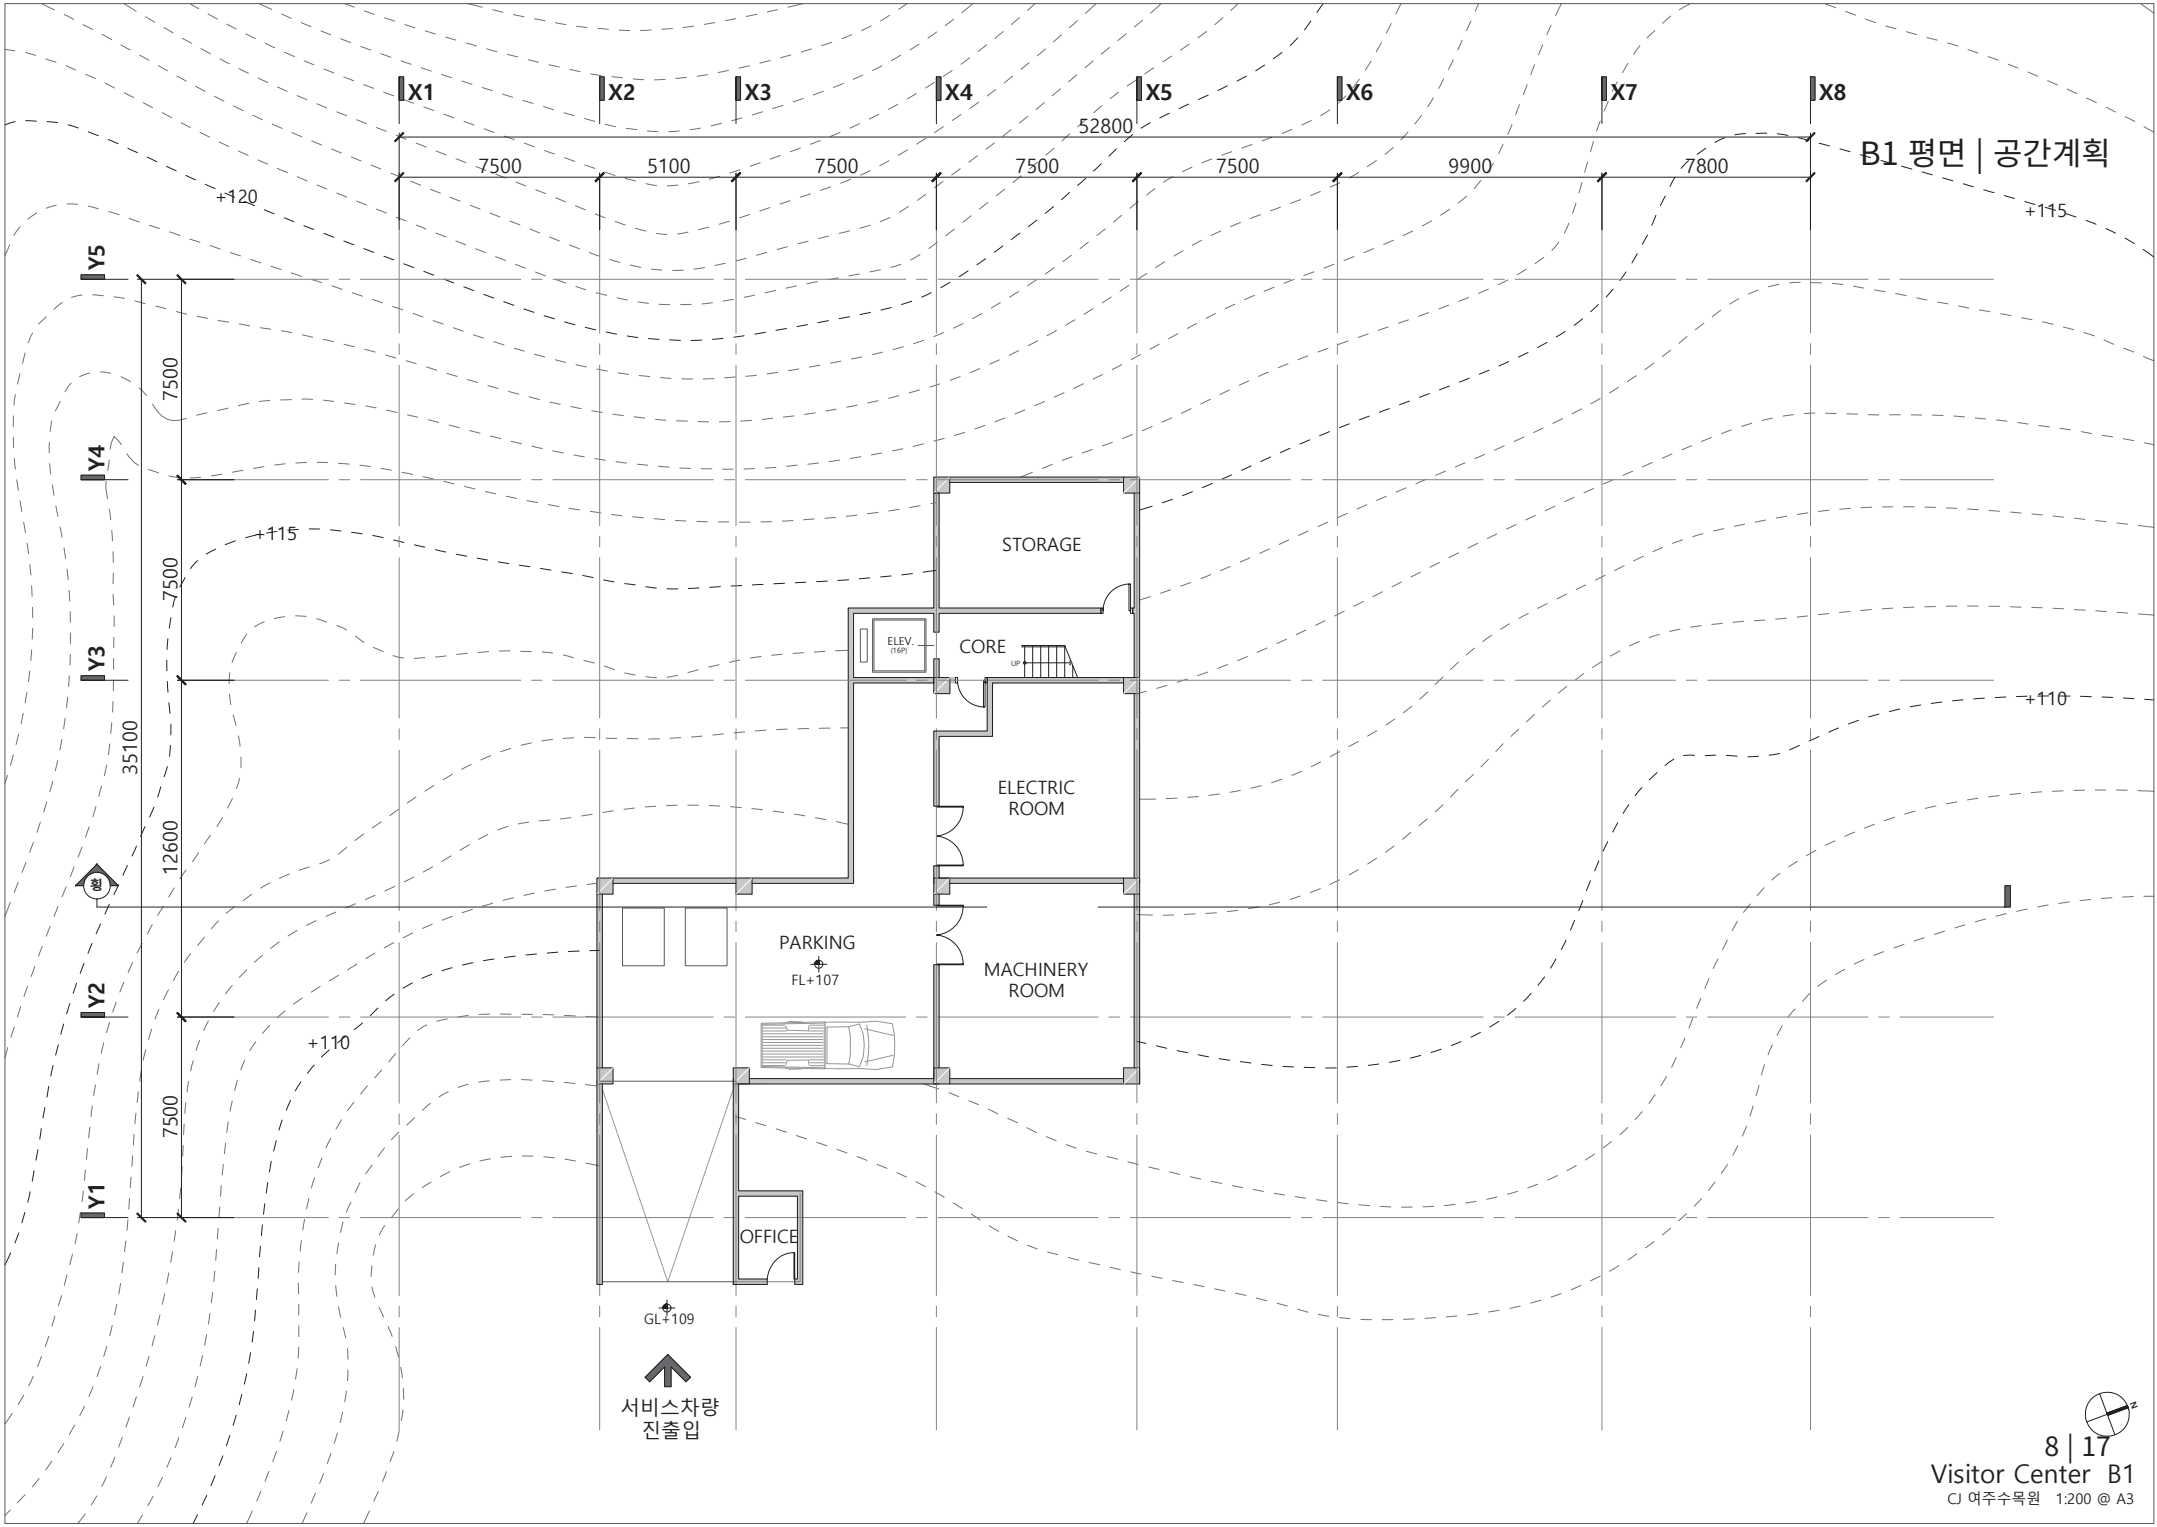 X1
X2
X3
X4
X5
X6
X7
X8
52800
7500
5100
7500
7500
7500
9900
7800
B1 평면 | 공간계획
+120
+115
Y5
7500
Y4
+115
7500
STORAGE
ELEV.
(16P)
CORE
UP
Y3
+110
35100
ELECTRIC
ROOM
12600
횡
PARKING
FL+107
MACHINERY
ROOM
Y2
+110
7500
Y1
OFFICE
GL+109
서비스차량
진출입
N
8 | 17
Visitor Center B1
CJ 여주수목원 1:200 @ A3